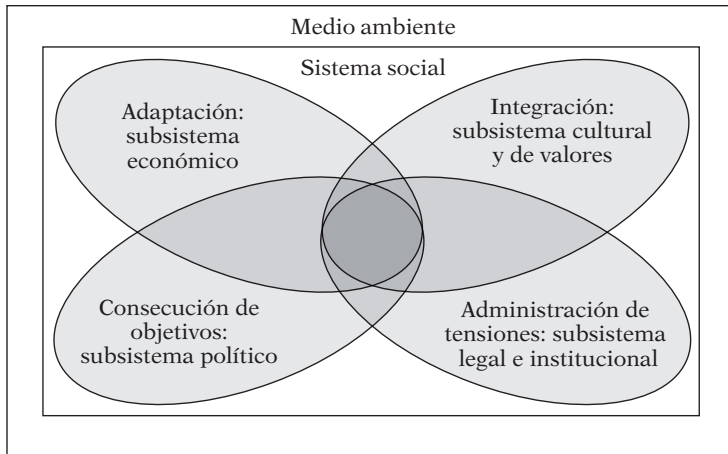 Medio ambiente
Sistema social
Adaptación:
subsistema
económico
Integración:
subsistema cultural
y de valores
Consecución de
objetivos:
subsistema político
Administración de
tensiones: subsistema
legal e institucional